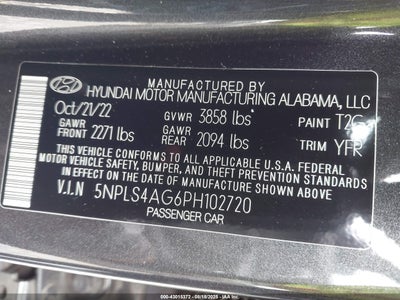 MANUFACTURED BY
HYUNDAI MOTOR MANUFACTURING ALABAMA, LLC
Oct/21/22 GVWR 3858 lbs PAINT T2G
GAWR FRONT 2271 lbs GAWR REAR 2094 lbs TRIM YFR
THIS VEHICLE CONFORMS TO ALL APPLICABLE U.S.A. FEDERAL
MOTOR VEHICLE SAFETY, BUMPER, AND THEFT PREVENTION
STANDARDS IN EFFECT ON THE DATE OF MANUFACTURE SHOWN ABOVE.
V.I.N 5NPLS4AG6PH102720
PASSENGER CAR